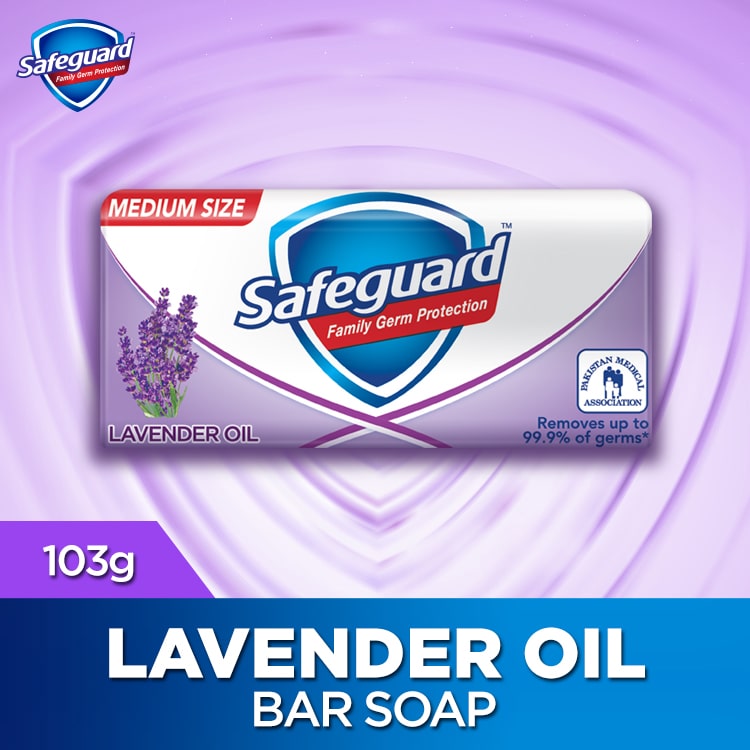 Safeguard
Family Germ Protection
MEDIUM SIZE
Safeguard™
Family Germ Protection
LAVENDER OIL
PAKISTAN MEDICAL
ASSOCIATION
Removes up to
99.9% of germs*
103g
LAVENDER OIL
BAR SOAP